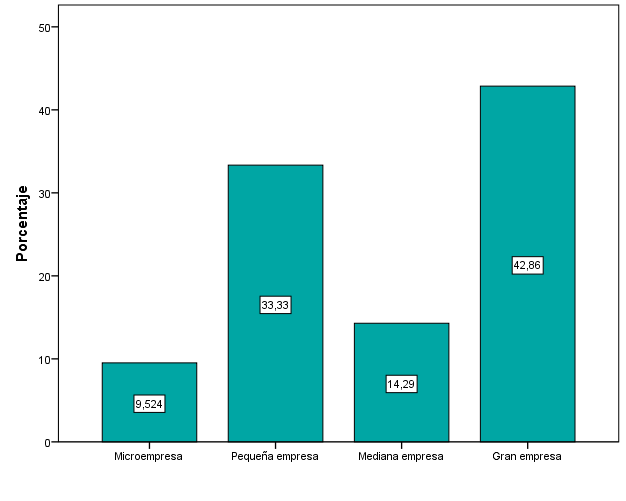 Porcentaje
50
40
30
20
10
0
9,524
33,33
14,29
42,86
Microempresa
Pequeña empresa
Mediana empresa
Gran empresa